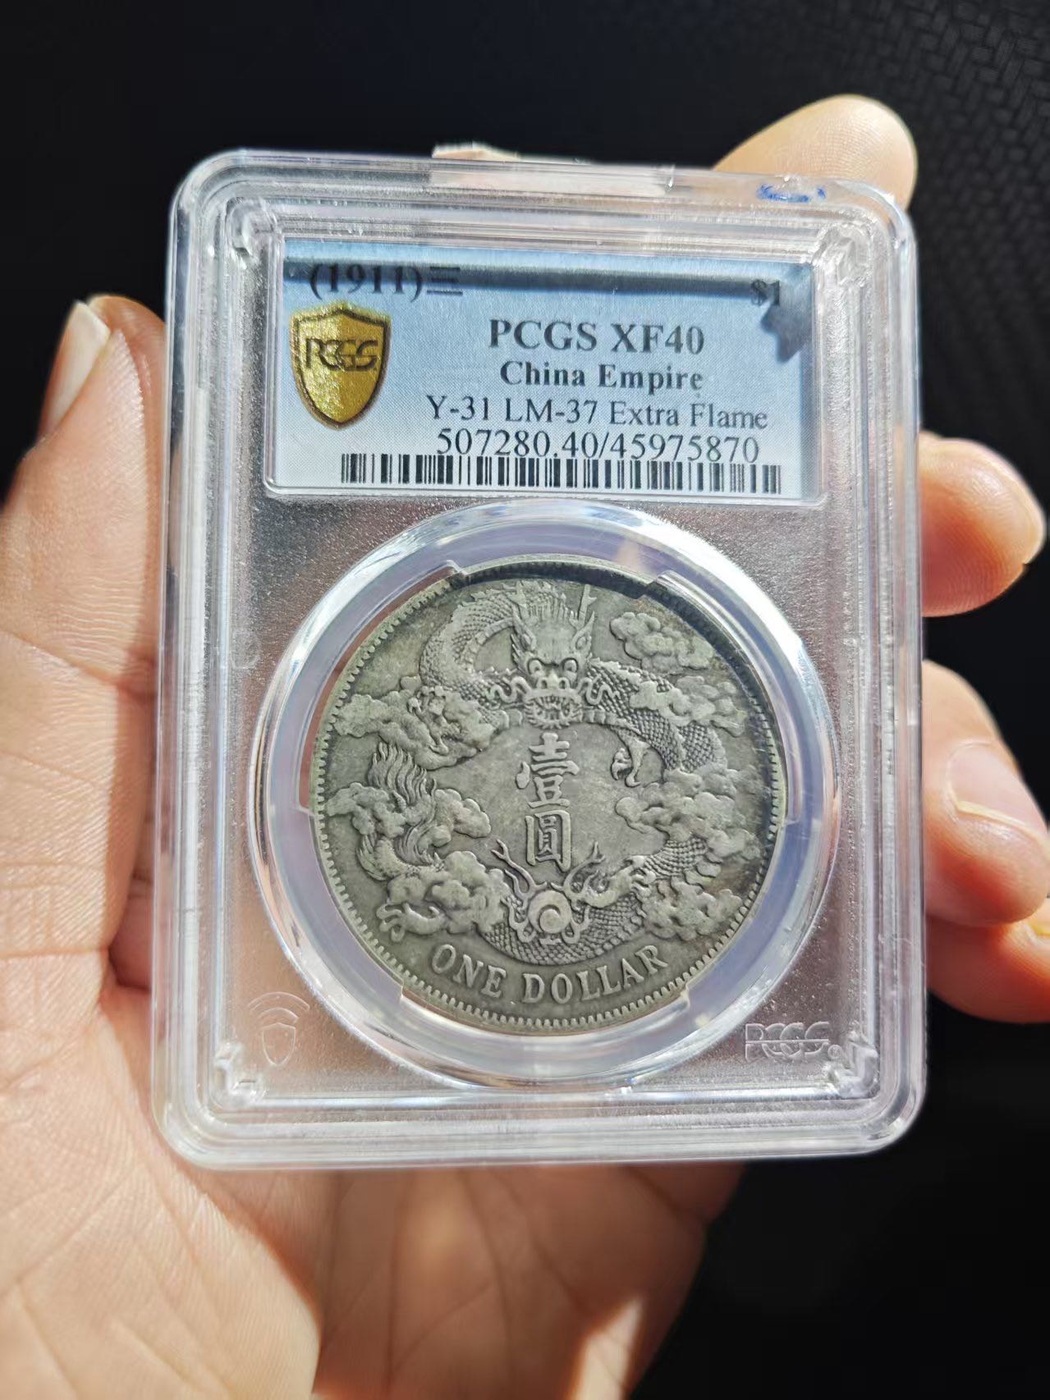 (1911)三 $1
PCGS PCGS XF40
China Empire
Y-31 LM-37 Extra Flame
507280.40/45975870
壹
圓
ONE DOLLAR
PCGS